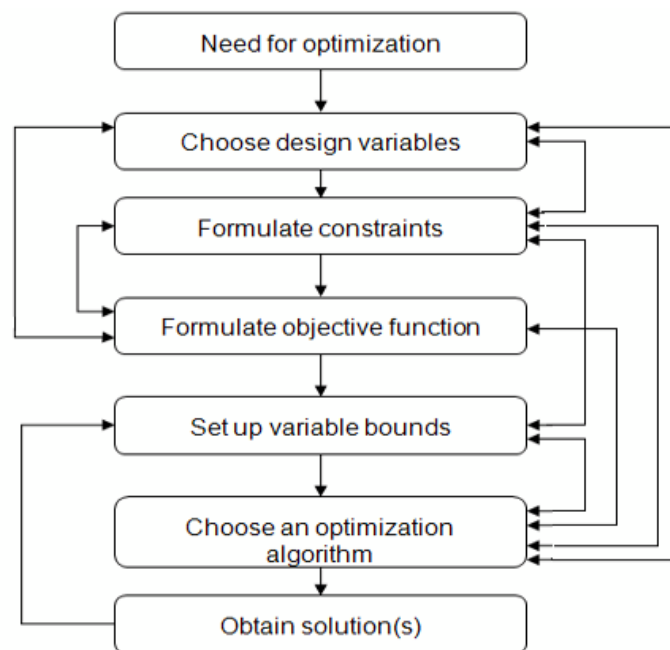 Need for optimization
Choose design variables
Formulate constraints
Formulate objective function
Set up variable bounds
Choose an optimization
algorithm
Obtain solution(s)